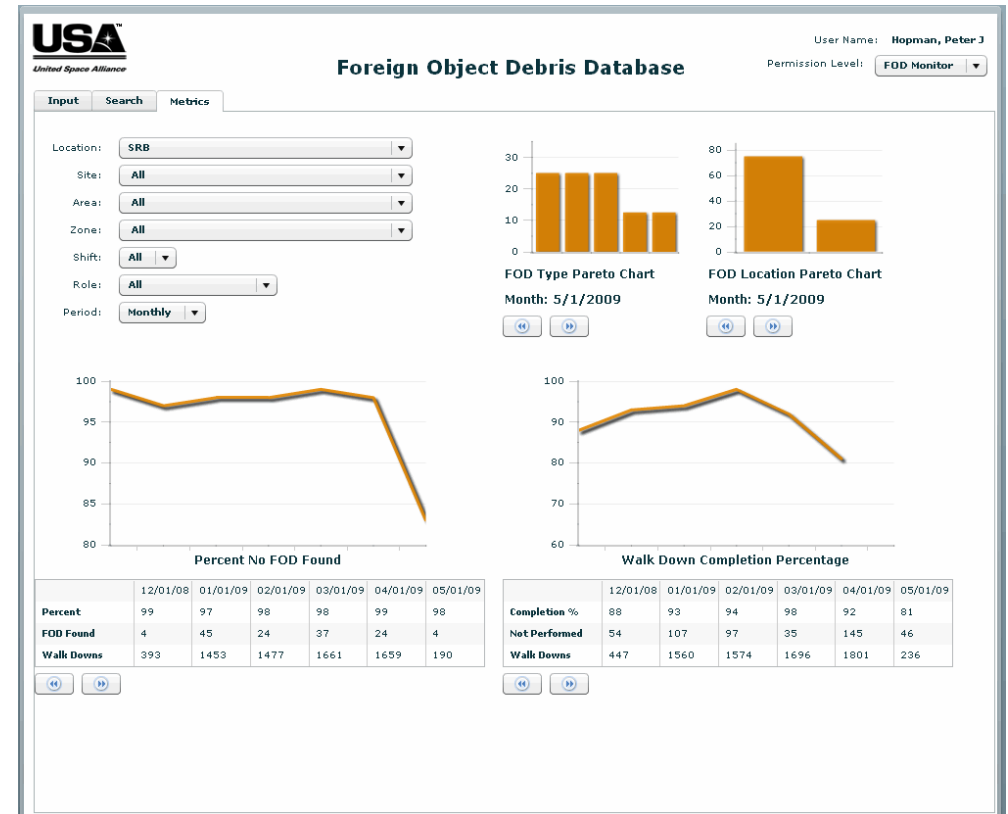 USA™
United Space Alliance
Foreign Object Debris Database
User Name: Hopman, Peter J
Permission Level: FOD Monitor
Input Search Metrics
Location: SRB
Site: All
Area: All
Zone: All
Shift: All
Role: All
Period: Monthly
30
20
10
0
FOD Type Pareto Chart
Month: 5/1/2009
80
60
40
20
0
FOD Location Pareto Chart
Month: 5/1/2009
100
95
90
85
80
Percent No FOD Found
12/01/08 01/01/09 02/01/09 03/01/09 04/01/09 05/01/09
Percent 99 97 98 98 99 98
FOD Found 4 45 24 37 24 4
Walk Downs 393 1453 1477 1661 1659 190
100
90
80
70
60
Walk Down Completion Percentage
12/01/08 01/01/09 02/01/09 03/01/09 04/01/09 05/01/09
Completion % 88 93 94 98 92 81
Not Performed 54 107 97 35 145 46
Walk Downs 447 1560 1574 1696 1801 236